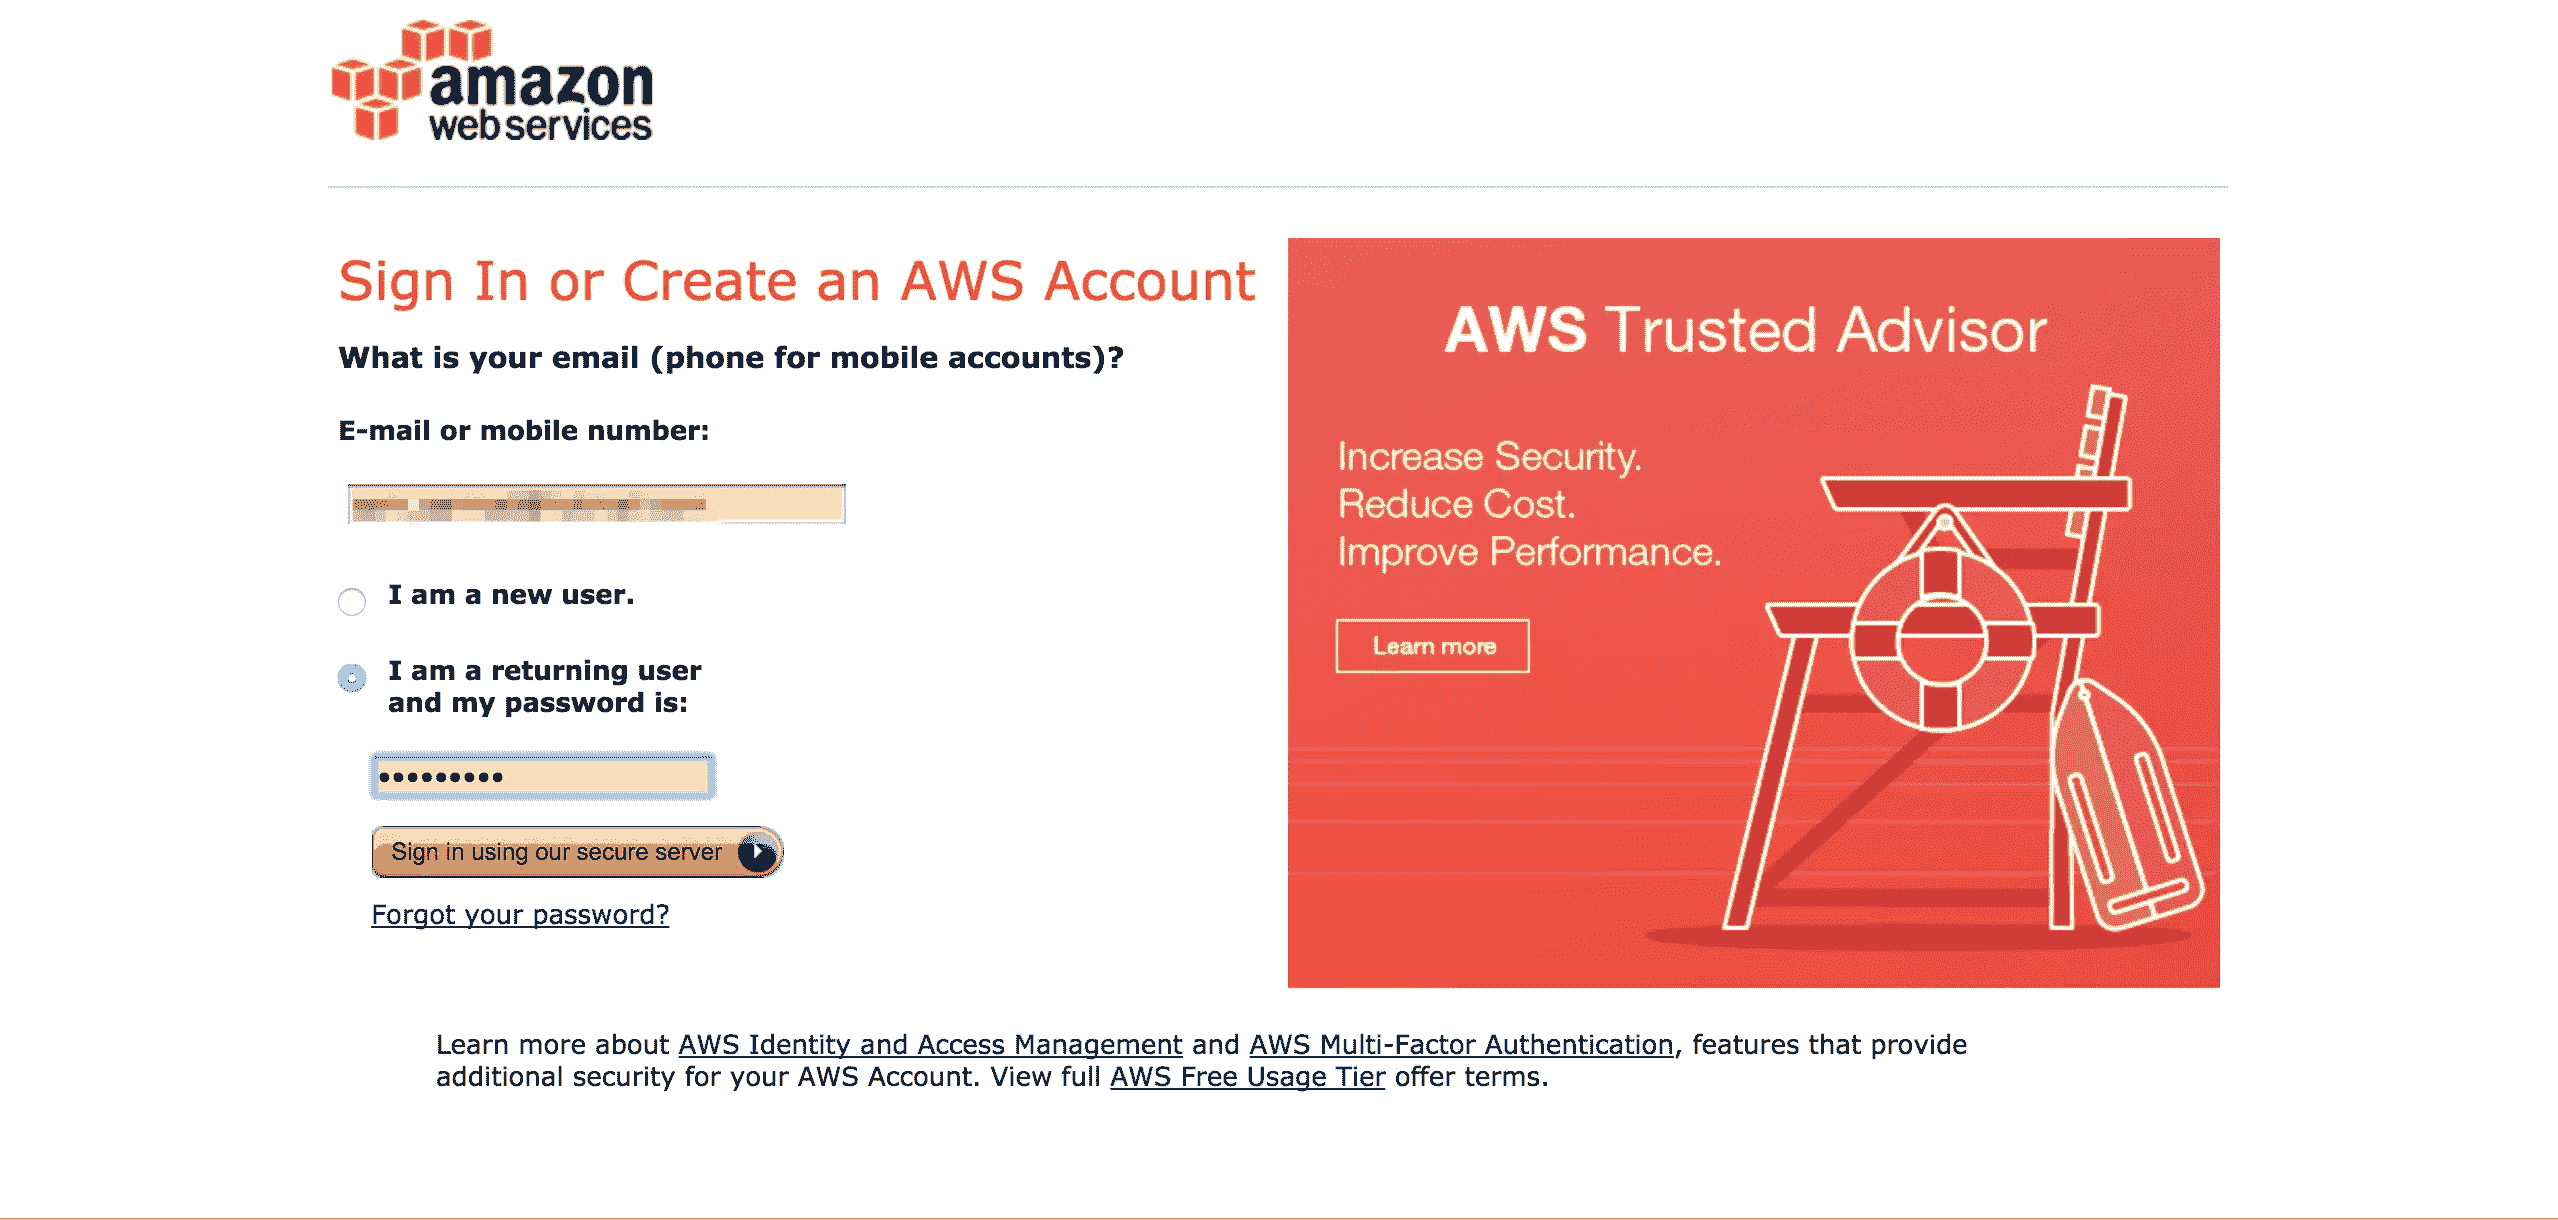 amazon
web services
Sign In or Create an AWS Account
What is your email (phone for mobile accounts)?
E-mail or mobile number:
I am a new user.
I am a returning user
and my password is:
Sign in using our secure server
Forgot your password?
AWS Trusted Advisor
Increase Security.
Reduce Cost.
Improve Performance.
Learn more
Learn more about AWS Identity and Access Management and AWS Multi-Factor Authentication, features that provide
additional security for your AWS Account. View full AWS Free Usage Tier offer terms.